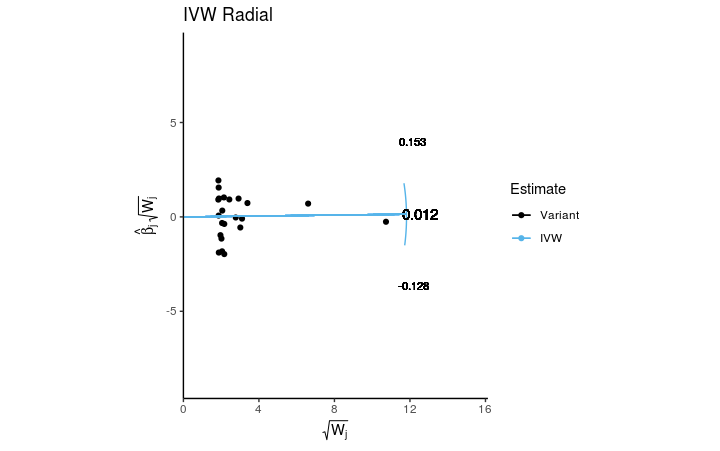 IVW Radial
β̂j√Wj
5
0
-5
0.153
0.012
-0.128
0
4
8
12
16
√Wj
Estimate
Variant
IVW